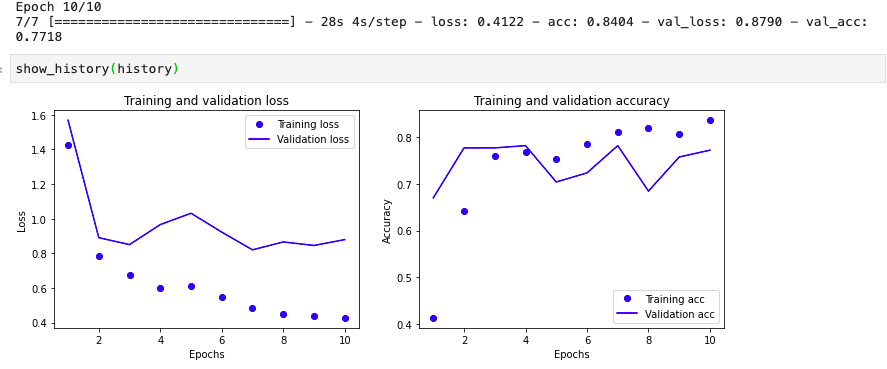 Epoch 10/10
7/7 [==============================] - 28s 4s/step - loss: 0.4122 - acc: 0.8404 - val_loss: 0.8790 - val_acc:
0.7718
show_history(history)
Training and validation loss
1.6
1.4
1.2
1.0
0.8
0.6
0.4
Loss
Training loss
Validation loss
2
4
6
8
10
Epochs
Training and validation accuracy
0.8
0.7
0.6
0.5
0.4
Accuracy
Training acc
Validation acc
2
4
6
8
10
Epochs